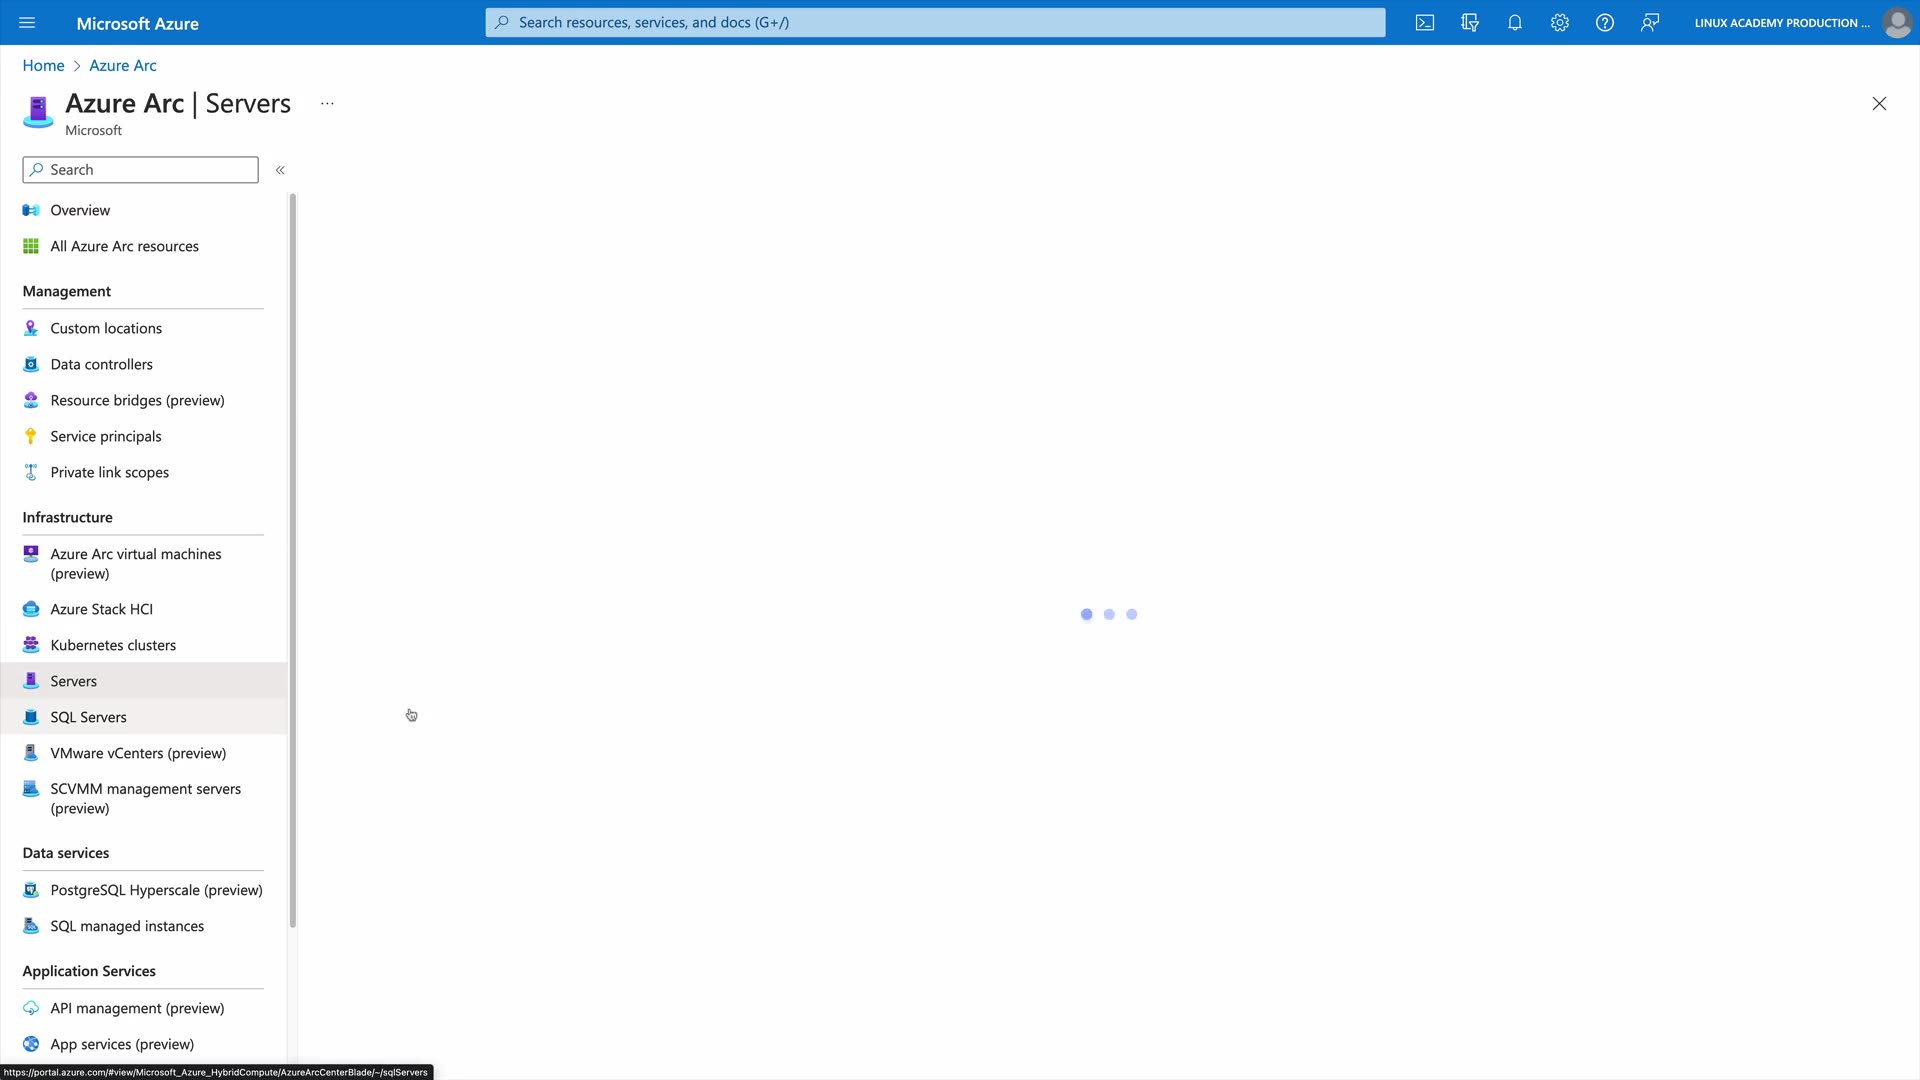 Microsoft Azure
Search resources, services, and docs (G+/)
LINUX ACADEMY PRODUCTION ...
Home > Azure Arc
Azure Arc | Servers ...
Microsoft
Search «
Overview
All Azure Arc resources
Management
Custom locations
Data controllers
Resource bridges (preview)
Service principals
Private link scopes
Infrastructure
Azure Arc virtual machines
(preview)
Azure Stack HCI
Kubernetes clusters
Servers
SQL Servers
VMware vCenters (preview)
SCVMM management servers
(preview)
Data services
PostgreSQL Hyperscale (preview)
SQL managed instances
Application Services
API management (preview)
App services (preview)
https://portal.azure.com/#view/Microsoft_Azure_HybridCompute/AzureArcCenterBlade/~/sqlServers